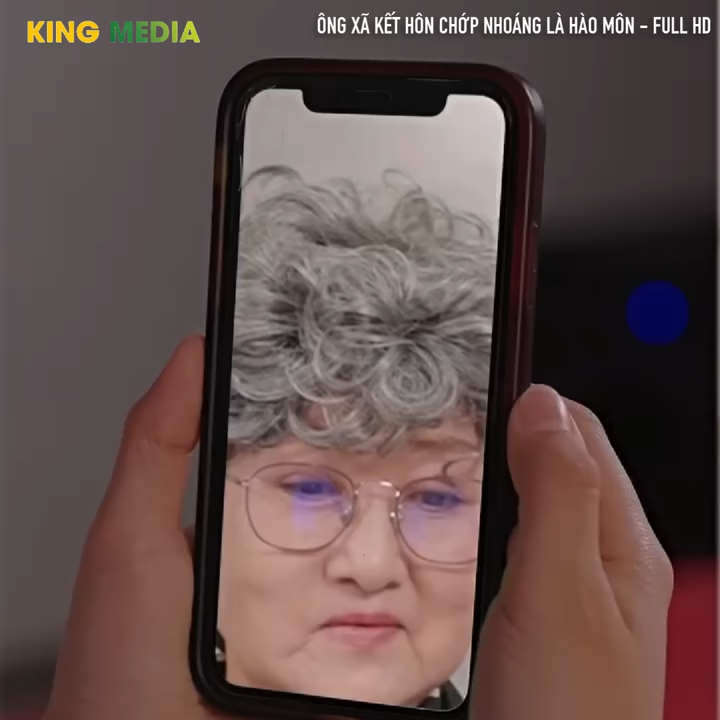 KING MEDIA
ÔNG XÃ KẾT HÔN CHỚP NHOÁNG LÀ HÀO MÔN - FULL HD